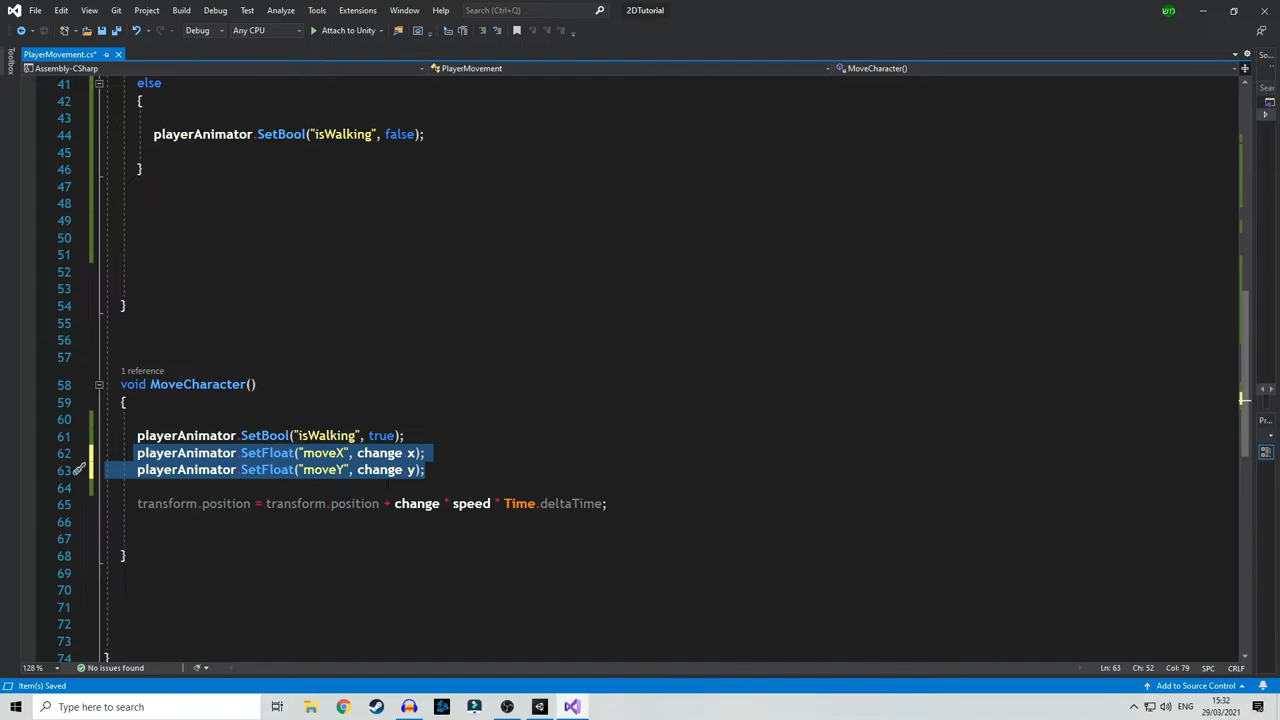 File Edit View Git Project Build Debug Test Analyze Tools Extensions Window Help Search (Ctrl+Q) 2DTutorial
Debug Any CPU Attach to Unity
PlayerMovement.cs*
Assembly-CSharp PlayerMovement MoveCharacter()
Toolbox
41 else
42 {
43
44 playerAnimator.SetBool("isWalking", false);
45
46 }
47
48
49
50
51
52
53
54 }
55
56
57
1 reference
58 void MoveCharacter()
59 {
60
61 playerAnimator.SetBool("isWalking", true);
62 playerAnimator.SetFloat("moveX", change.x);
63 playerAnimator.SetFloat("moveY", change.y);
64
65 transform.position = transform.position + change * speed * Time.deltaTime;
66
67
68 }
69
70
71
72
73
74 }
So...
Sear
Pr...
128 % No issues found Ln: 63 Ch: 52 Col: 79 SPC CRLF
Item(s) Saved Add to Source Control
Type here to search ENG 15:32
29/03/2021